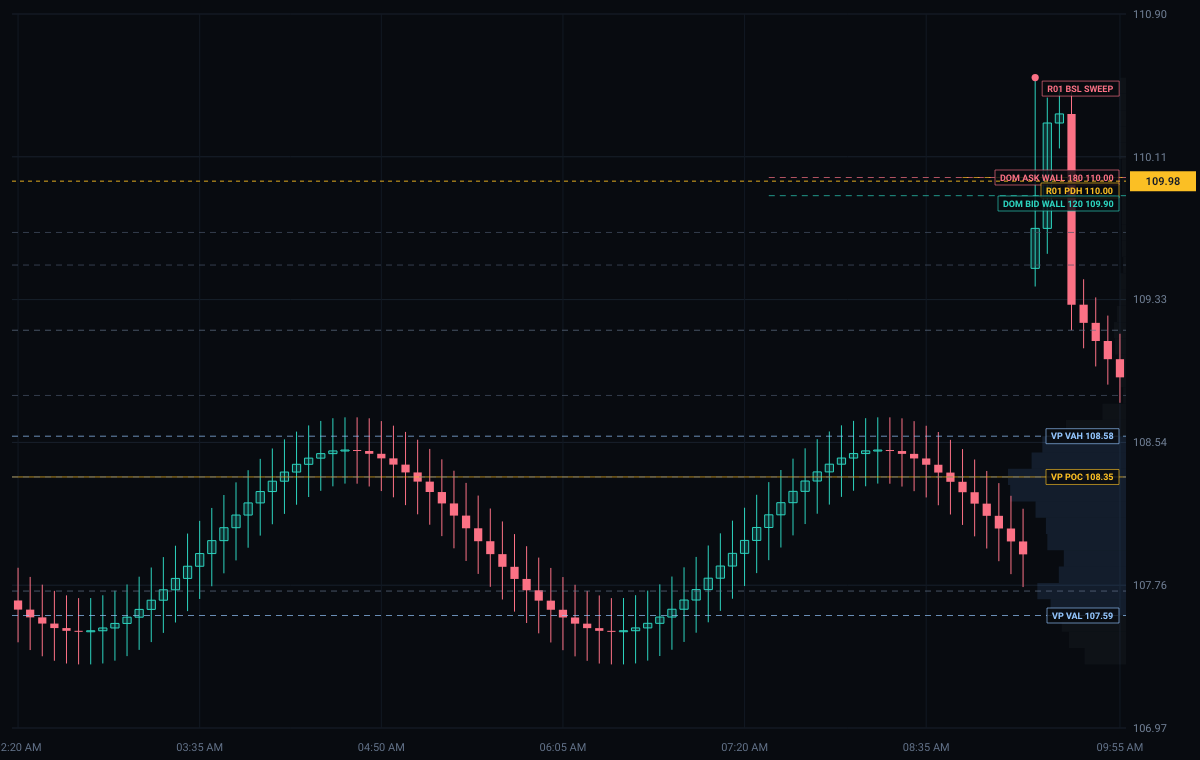 110.90
R01 BSL SWEEP
110.11
DOM ASK WALL 180 110.00
109.98
R01 PDH 110.00
DOM BID WALL 120 109.90
109.33
VP VAH 108.58
108.54
VP POC 108.35
107.76
VP VAL 107.59
106.97
2:20 AM
03:35 AM
04:50 AM
06:05 AM
07:20 AM
08:35 AM
09:55 AM